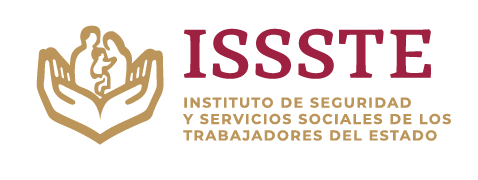 ISSSTE
INSTITUTO DE SEGURIDAD
Y SERVICIOS SOCIALES DE LOS
TRABAJADORES DEL ESTADO